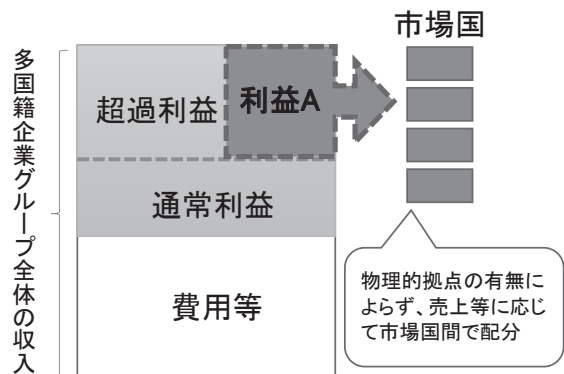 市場国
多国籍企業グループ全体の収入
超過利益
利益A
通常利益
費用等
物理的拠点の有無に
よらず、売上等に応じ
て市場国間で配分